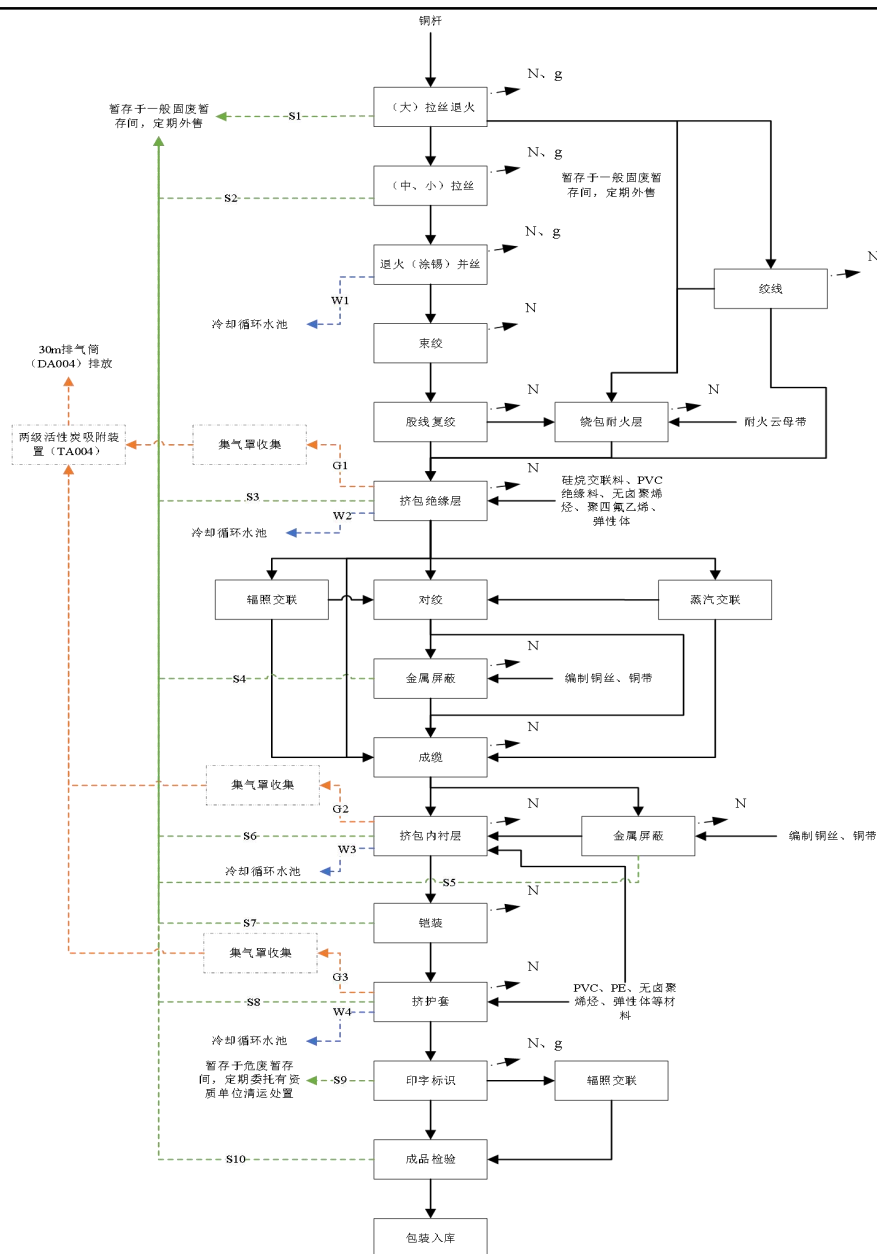 铜杆
N、g
（大）拉丝退火
暂存于一般固废暂
存间，定期外售
S1
N、g
（中、小）拉丝
暂存于一般固废暂
存间，定期外售
S2
N、g
退火（涂锡）并丝
绞线
N
W1
冷却循环水池
N
束绞
30m排气筒
（DA004）排放
N
股线复绞
N
绕包耐火层
耐火云母带
两级活性炭吸附装
置（TA004）
集气罩收集
G1
N
挤包绝缘层
硅烷交联料、PVC
绝缘料、无卤聚烯
烃、聚四氟乙烯、
弹性体
S3
W2
冷却循环水池
辐照交联
对绞
蒸汽交联
N
S4
金属屏蔽
编制铜丝、铜带
N
成缆
集气罩收集
G2
N
挤包内衬层
N
金属屏蔽
编制铜丝、铜带
S6
W3
冷却循环水池
S5
N
S7
铠装
集气罩收集
G3
N
挤护套
PVC、PE、无卤聚
烯烃、弹性体等材
料
S8
W4
冷却循环水池
N、g
暂存于危废暂存
间，定期委托有资
质单位清运处置
S9
印字标识
辐照交联
S10
成品检验
包装入库